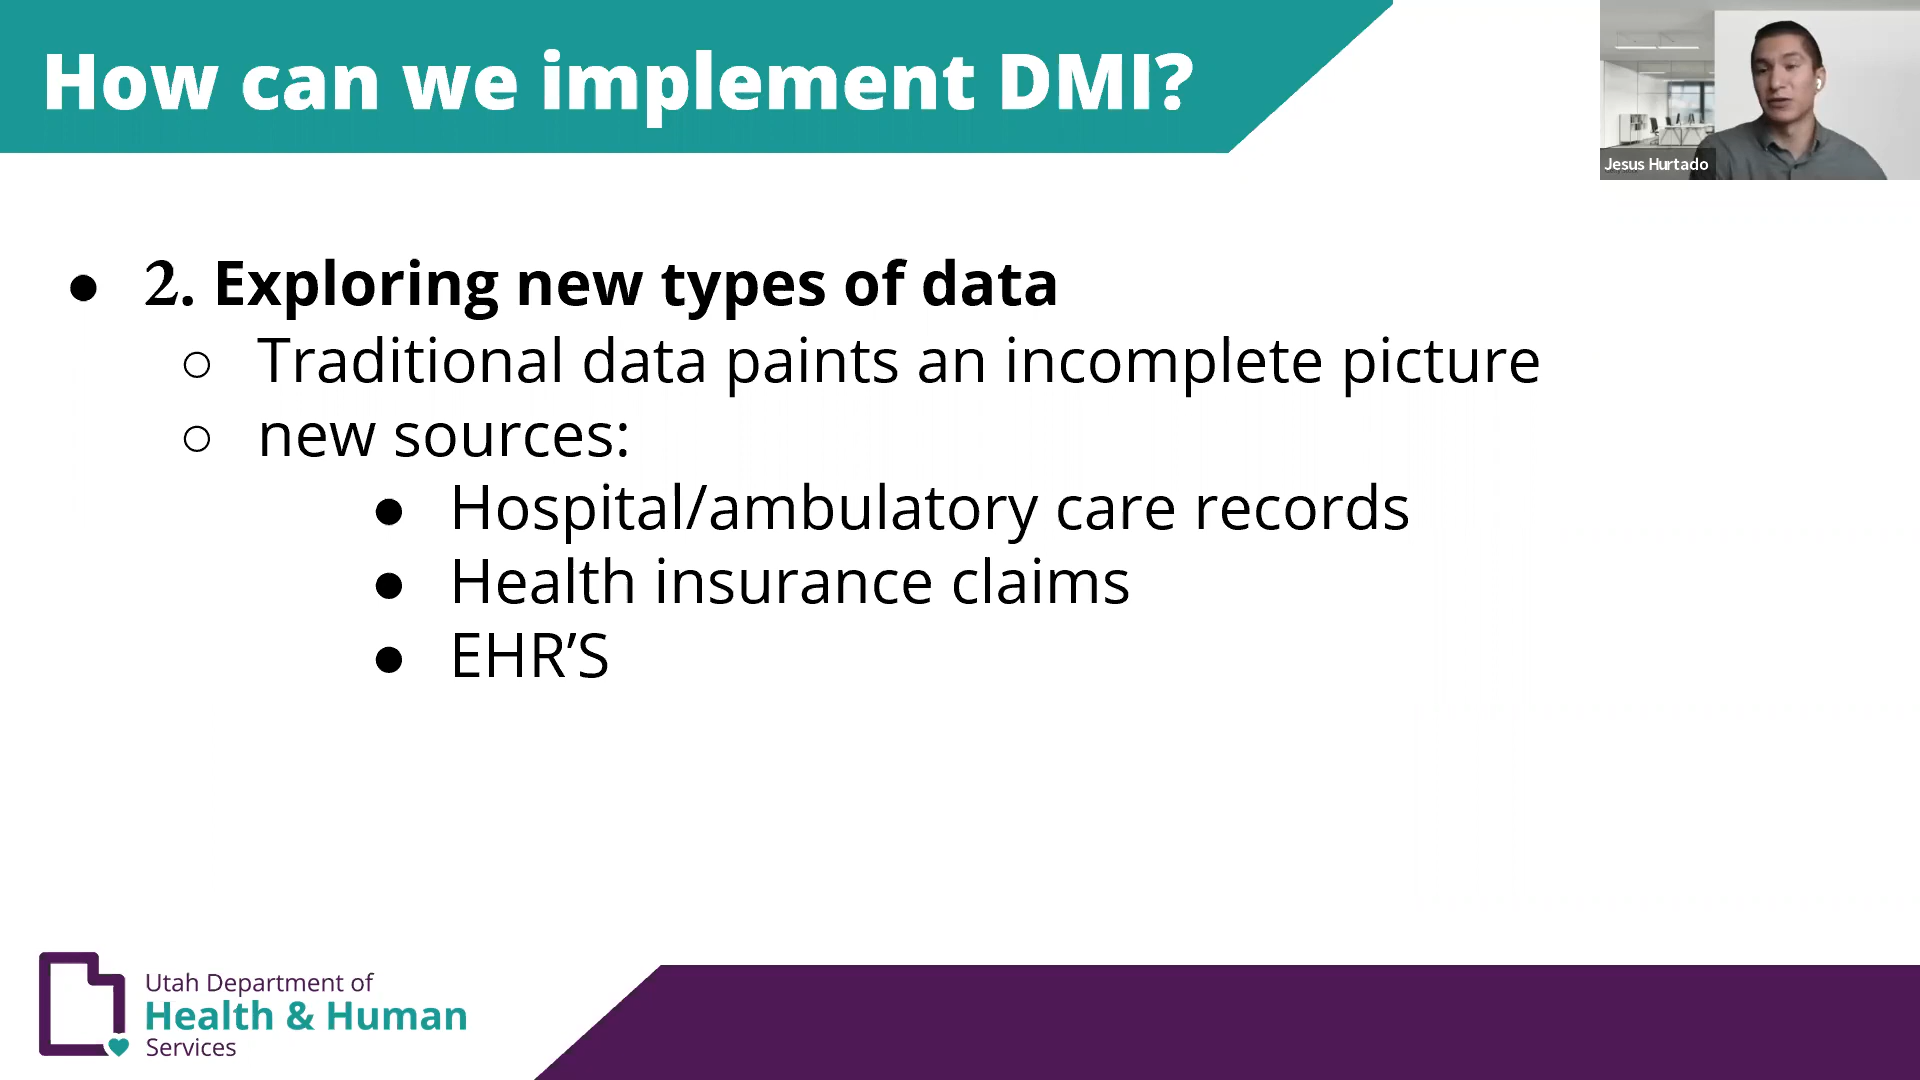 How can we implement DMI?
Jesus Hurtado
● 2. Exploring new types of data
○ Traditional data paints an incomplete picture
○ new sources:
● Hospital/ambulatory care records
● Health insurance claims
● EHR’S
Utah Department of
Health & Human
Services